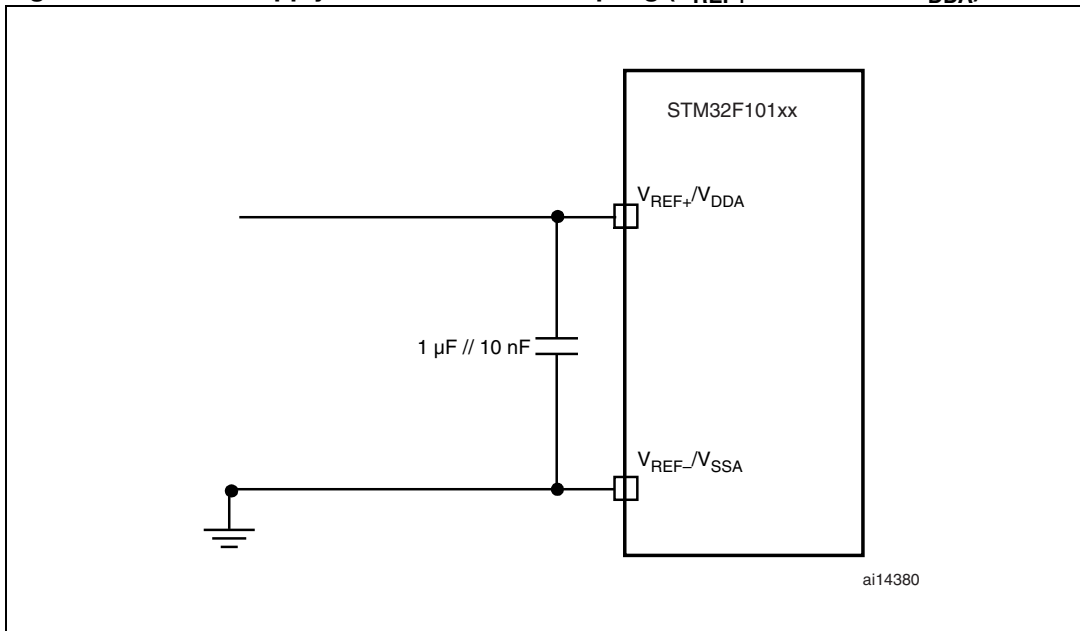 STM32F101xx
VREF+/VDDA
1 µF // 10 nF
VREF–/VSSA
ai14380